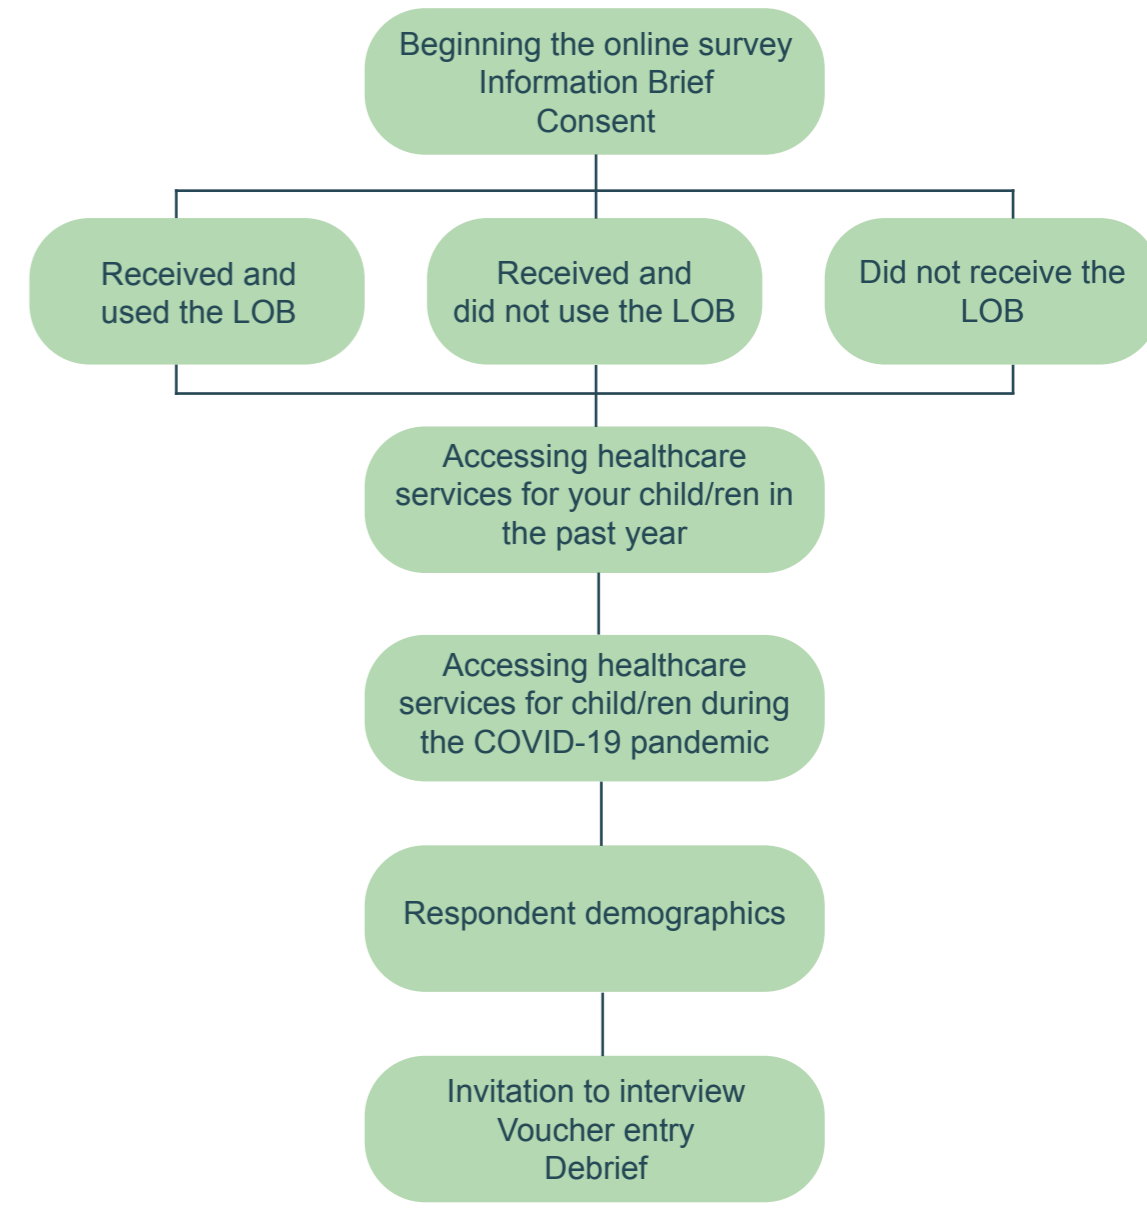 Beginning the online survey
Information Brief
Consent
Received and
used the LOB
Received and
did not use the LOB
Did not receive the
LOB
Accessing healthcare
services for your child/ren in
the past year
Accessing healthcare
services for child/ren during
the COVID-19 pandemic
Respondent demographics
Invitation to interview
Voucher entry
Debrief